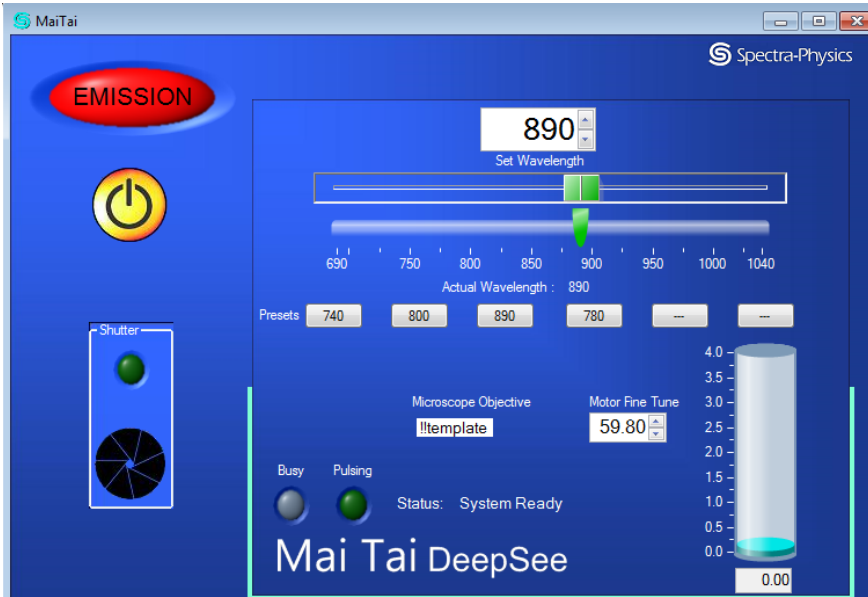 MaiTai
Spectra-Physics
EMISSION
890
Set Wavelength
690 750 800 850 900 950 1000 1040
Actual Wavelength : 890
Presets 740 800 890 780 --- ---
Shutter
4.0
3.5
3.0
2.5
2.0
1.5
1.0
0.5
0.0
Microscope Objective
!!template
Motor Fine Tune
59.80
Busy Pulsing
Status: System Ready
Mai Tai DeepSee
0.00